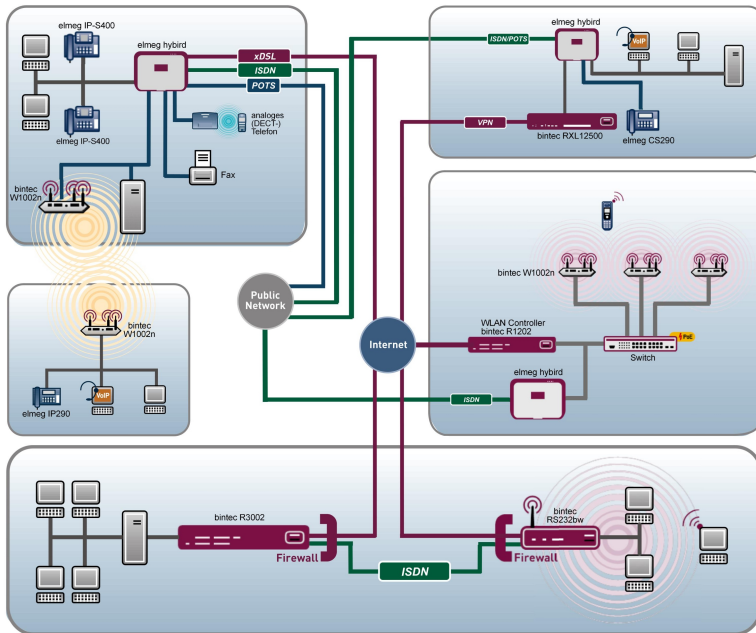 elmeg IP-S400
elmeg hybird
xDSL
ISDN
POTS
elmeg IP-S400
analoges
(DECT-)
Telefon
Fax
bintec
W1002n
elmeg hybird
ISDN/POTS
VoIP
VPN
bintec RXL12500
elmeg CS290
bintec W1002n
Public
Network
Internet
WLAN Controller
bintec R1202
PoE
Switch
elmeg hybird
ISDN
bintec
W1002n
elmeg IP290
VoIP
bintec R3002
Firewall
ISDN
bintec
RS232bw
Firewall